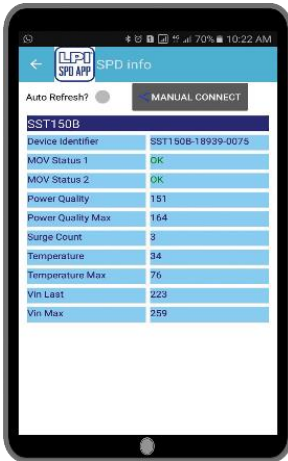 70% 10:22 AM
LPI
SPD APP
SPD info
Auto Refresh?
MANUAL CONNECT
SST150B
Device Identifier SST150B-18939-0075
MOV Status 1 OK
MOV Status 2 OK
Power Quality 151
Power Quality Max 164
Surge Count 3
Temperature 34
Temperature Max 76
Vin Last 223
Vin Max 259